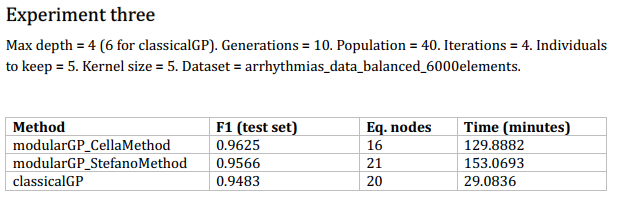 Experiment three
Max depth = 4 (6 for classicalGP). Generations = 10. Population = 40. Iterations = 4. Individuals
to keep = 5. Kernel size = 5. Dataset = arrhythmias_data_balanced_6000elements.
Method F1 (test set) Eq. nodes Time (minutes)
modularGP_CellaMethod 0.9625 16 129.8882
modularGP_StefanoMethod 0.9566 21 153.0693
classicalGP 0.9483 20 29.0836